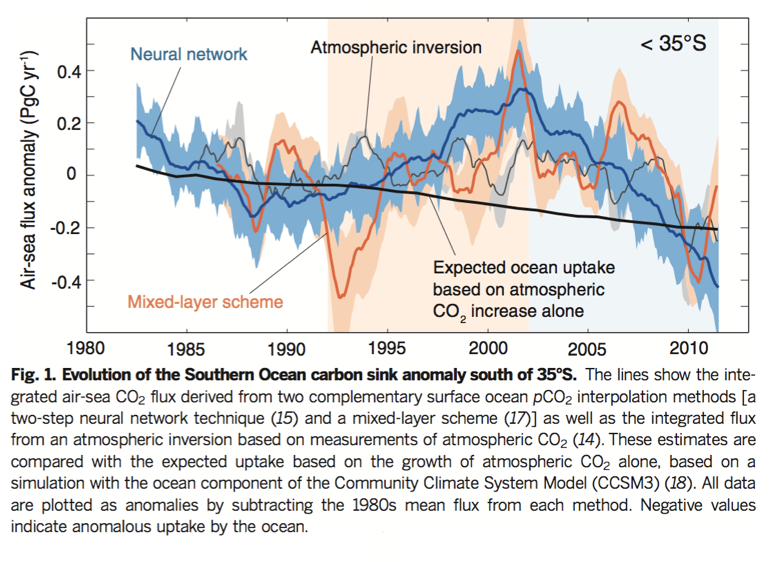 Neural network
Atmospheric inversion
< 35°S
0.4
0.2
0
-0.2
-0.4
Air-sea flux anomaly (PgC yr⁻¹)
Mixed-layer scheme
Expected ocean uptake
based on atmospheric
CO₂ increase alone
1980 1985 1990 1995 2000 2005 2010
Fig. 1. Evolution of the Southern Ocean carbon sink anomaly south of 35°S. The lines show the inte-
grated air-sea CO₂ flux derived from two complementary surface ocean pCO₂ interpolation methods [a
two-step neural network technique (15) and a mixed-layer scheme (17)] as well as the integrated flux
from an atmospheric inversion based on measurements of atmospheric CO₂ (14). These estimates are
compared with the expected uptake based on the growth of atmospheric CO₂ alone, based on a
simulation with the ocean component of the Community Climate System Model (CCSM3) (18). All data
are plotted as anomalies by subtracting the 1980s mean flux from each method. Negative values
indicate anomalous uptake by the ocean.